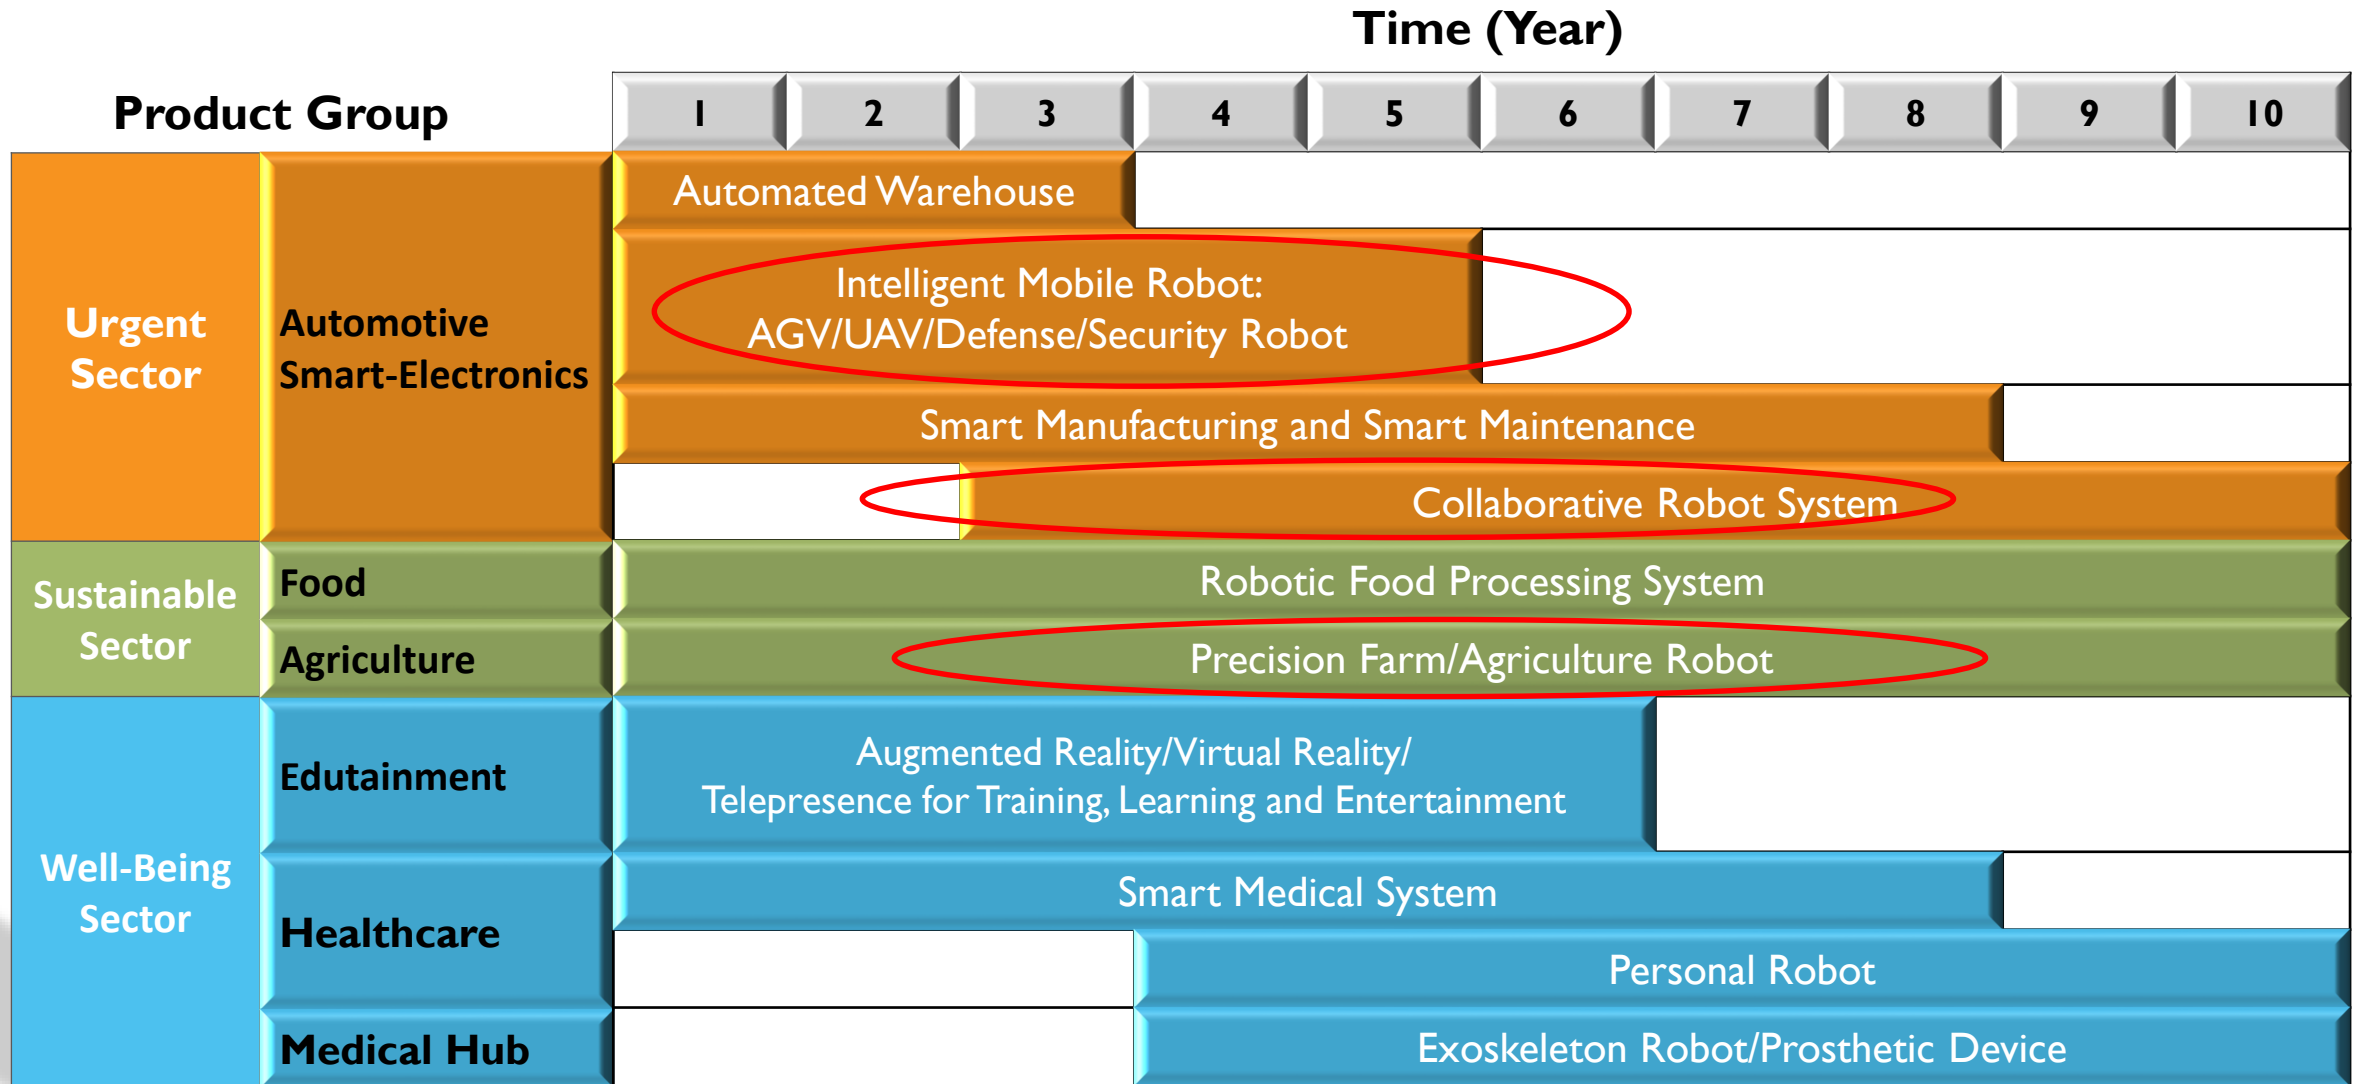 Time (Year)
Product Group
1 2 3 4 5 6 7 8 9 10
Urgent
Sector
Automotive
Smart-Electronics
Automated Warehouse
Intelligent Mobile Robot:
AGV/UAV/Defense/Security Robot
Smart Manufacturing and Smart Maintenance
Collaborative Robot System
Sustainable
Sector
Food
Robotic Food Processing System
Agriculture
Precision Farm/Agriculture Robot
Well-Being
Sector
Edutainment
Augmented Reality/Virtual Reality/
Telepresence for Training, Learning and Entertainment
Healthcare
Smart Medical System
Personal Robot
Medical Hub
Exoskeleton Robot/Prosthetic Device